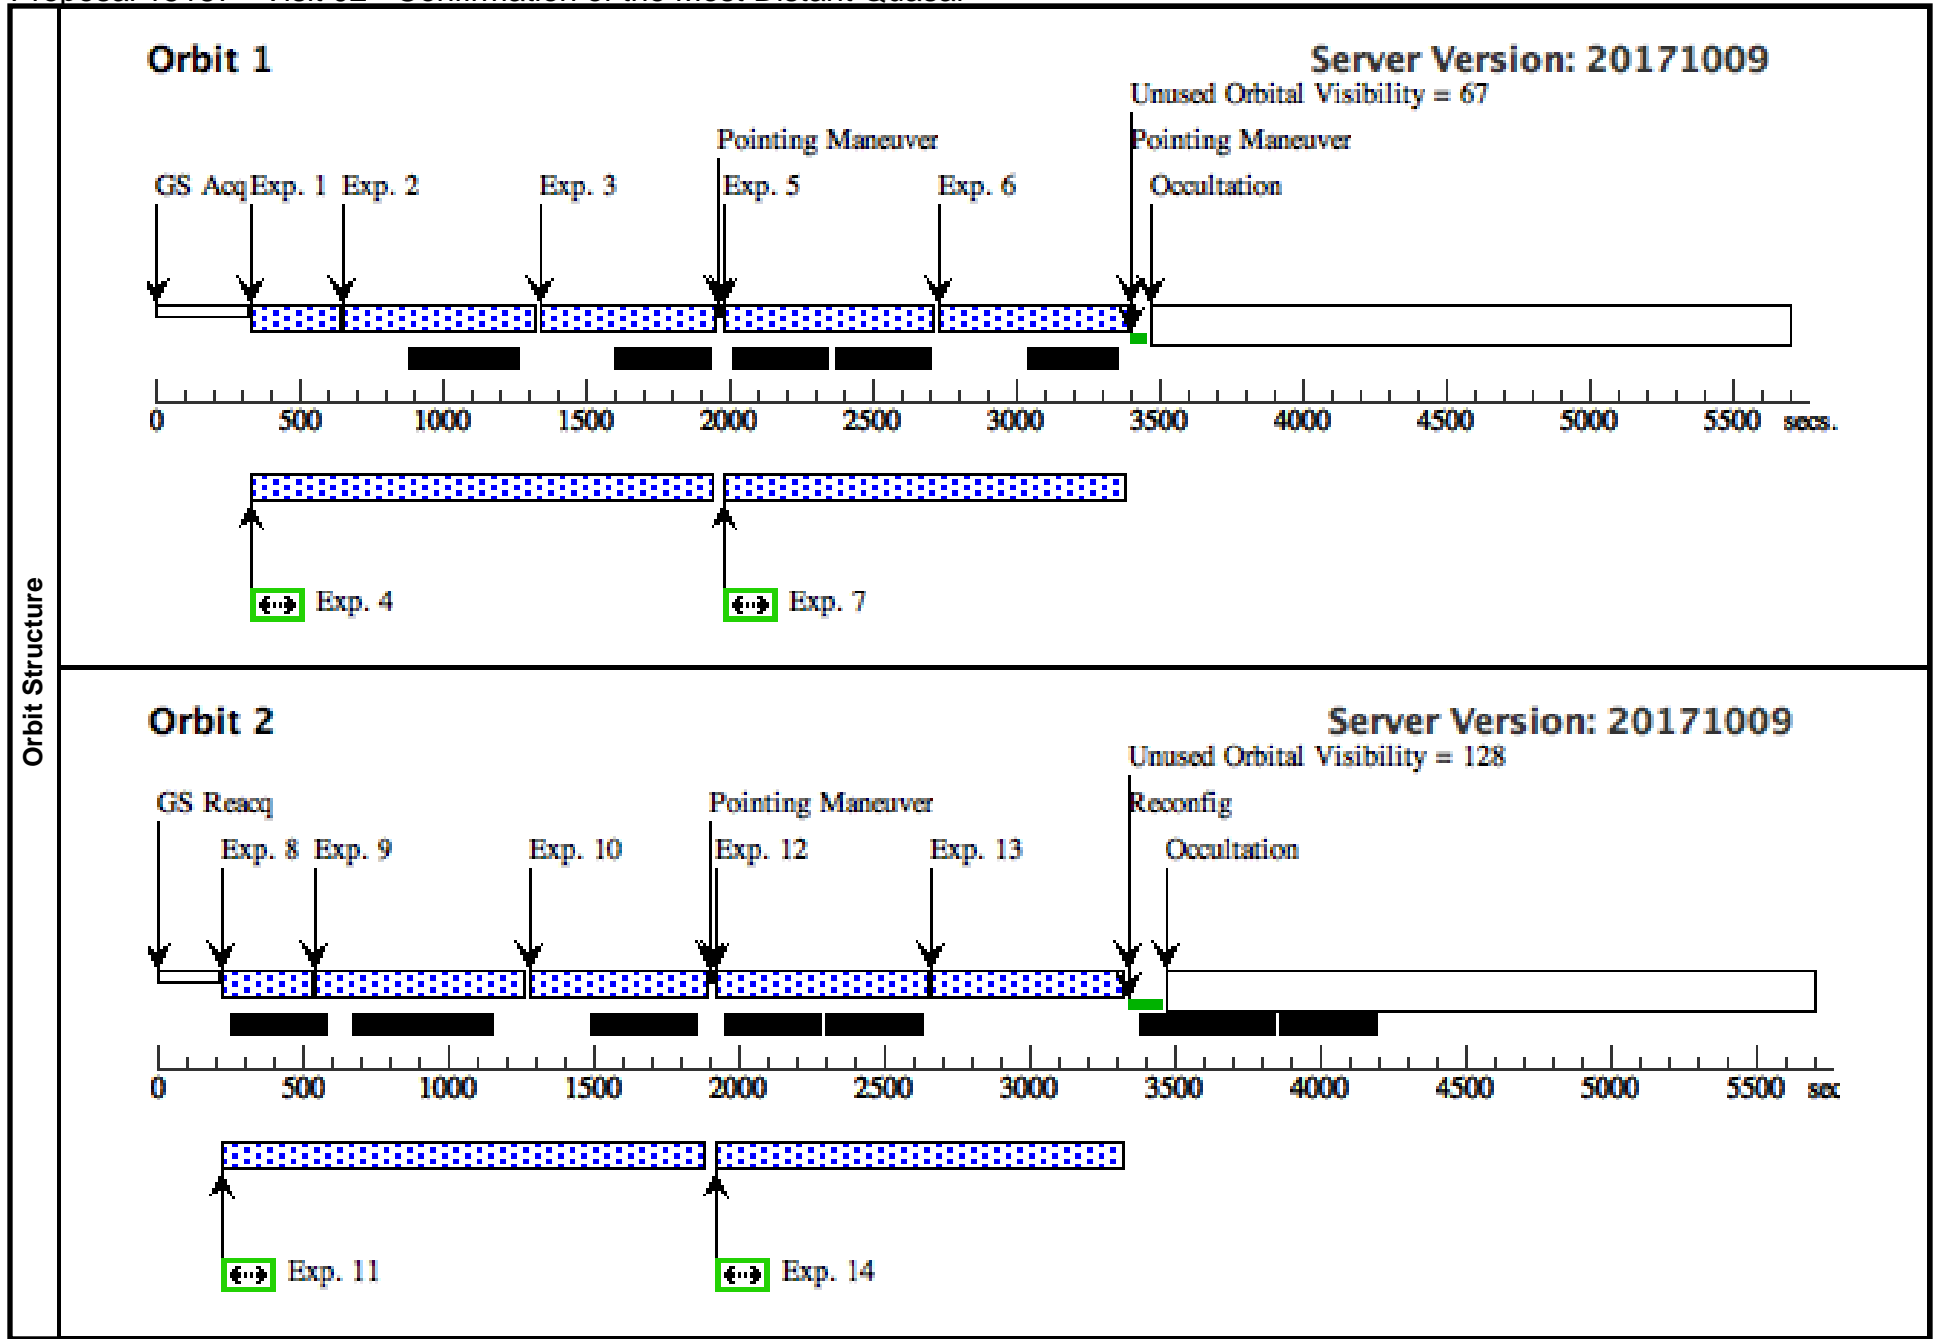 Orbit Structure
Orbit 1
Server Version: 20171009
Unused Orbital Visibility = 67
Pointing Maneuver
Pointing Maneuver
GS Acq
Exp. 1
Exp. 2
Exp. 3
Exp. 5
Exp. 6
Occultation
0 500 1000 1500 2000 2500 3000 3500 4000 4500 5000 5500 secs.
Exp. 4
Exp. 7
Orbit 2
Server Version: 20171009
Unused Orbital Visibility = 128
GS Reacq
Pointing Maneuver
Reconfig
Exp. 8
Exp. 9
Exp. 10
Exp. 12
Exp. 13
Occultation
0 500 1000 1500 2000 2500 3000 3500 4000 4500 5000 5500 sec
Exp. 11
Exp. 14